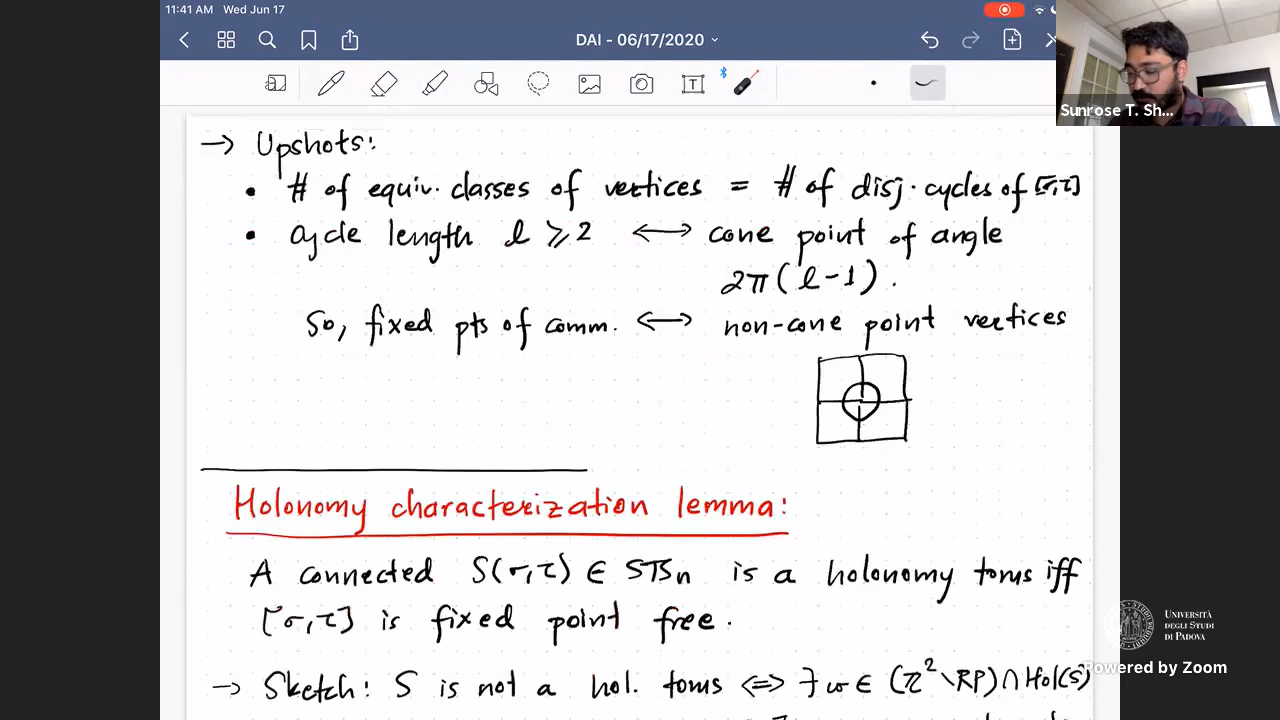 11:41 AM Wed Jun 17
DAI - 06/17/2020
Sunrose T. Sh...
→ Upshots:
• # of equiv. classes of vertices = # of disj. cycles of [σ,τ]
• cycle length l ⩾ 2 ⟷ cone point of angle
2π(l-1).
So, fixed pts of comm. ⟷ non-cone point vertices
Holonomy characterization lemma:
A connected S(σ,τ) ∈ STSₙ is a holonomy torus iff
[σ,τ] is fixed point free.
→ Sketch: S is not a hol. torus ⟺ ∃ w ∈ (ℤ²\RP)∩Hol(S)
UNIVERSITÀ
DEGLI STUDI
DI PADOVA
Powered by Zoom